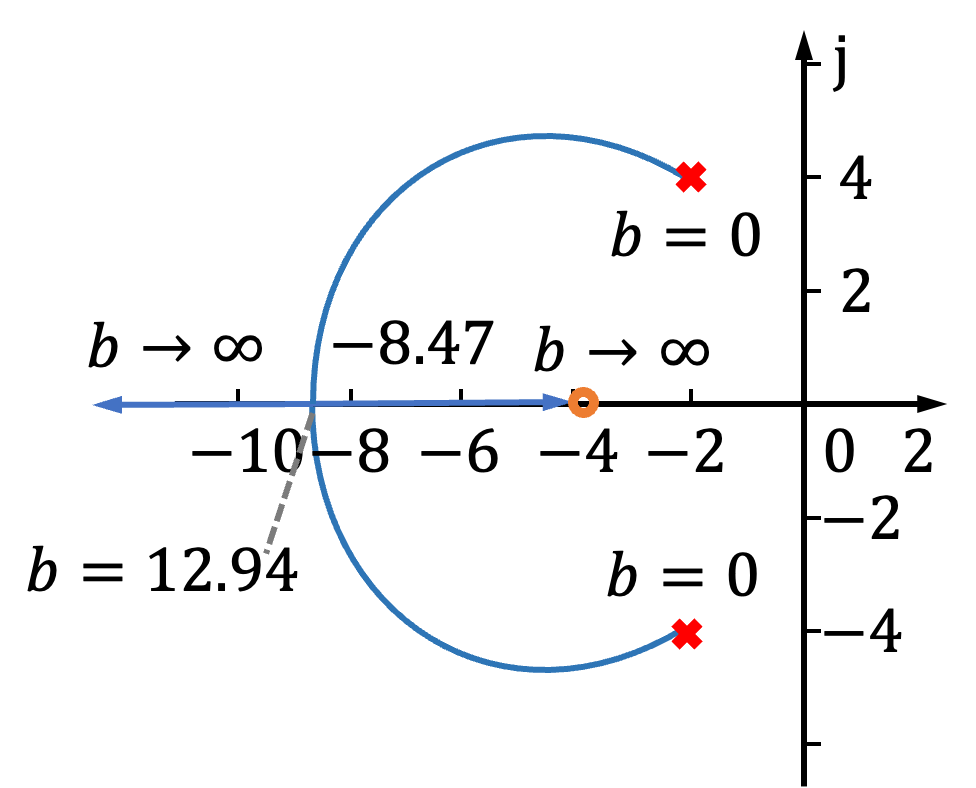 j
4
b = 0
2
b → ∞
−8.47
b → ∞
−10
−8
−6
−4
−2
0
2
−2
b = 12.94
b = 0
−4